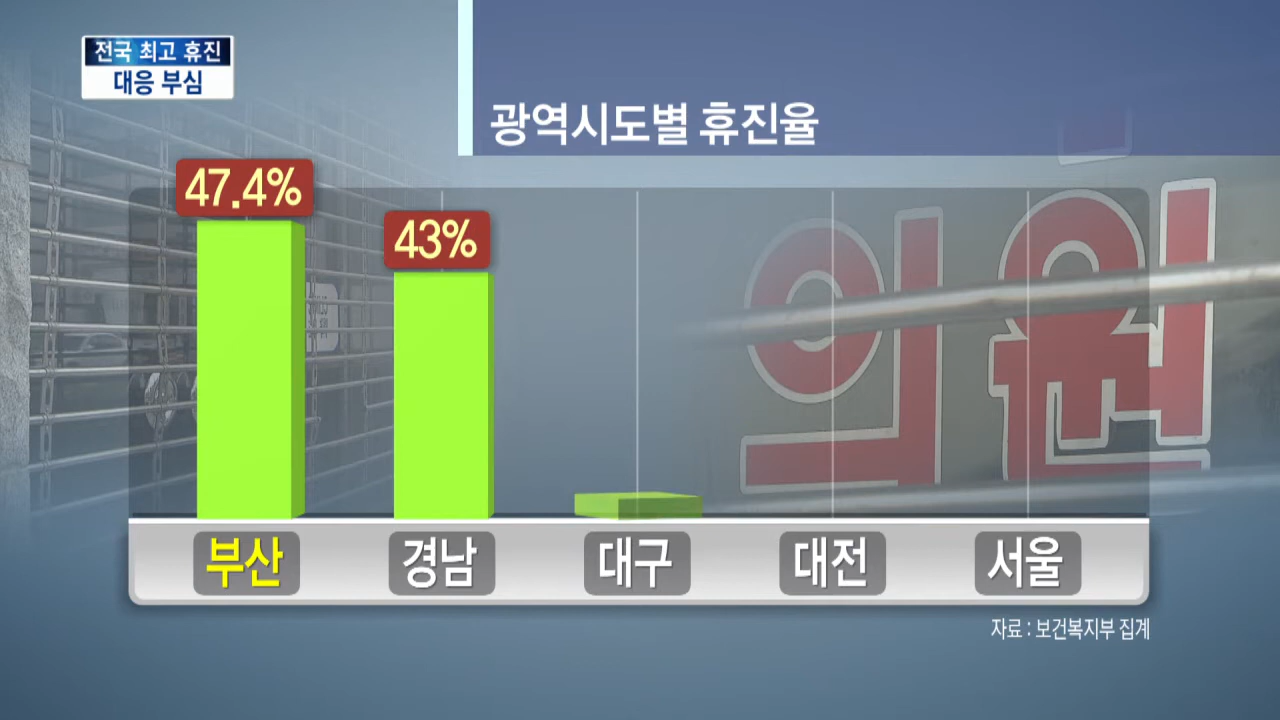 전국 최고 휴진
대응 부심
광역시도별 휴진율
47.4%
43%
의원
부산
경남
대구
대전
서울
자료 : 보건복지부 집계